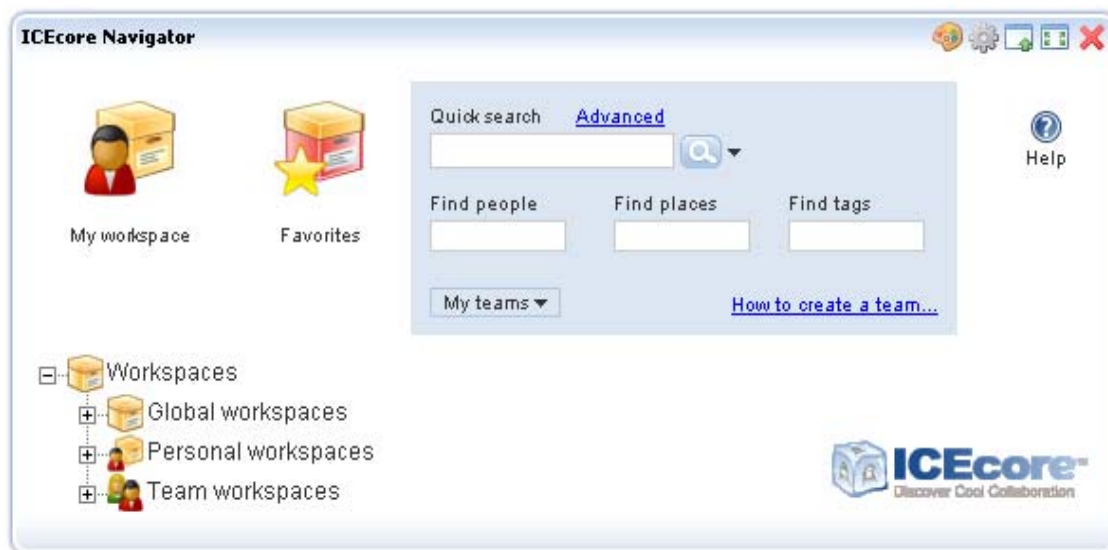 ICEcore Navigator
Quick search Advanced
Help
Find people Find places Find tags
My workspace Favorites
My teams How to create a team...
Workspaces
Global workspaces
Personal workspaces
Team workspaces
ICEcore
Discover Cool Collaboration